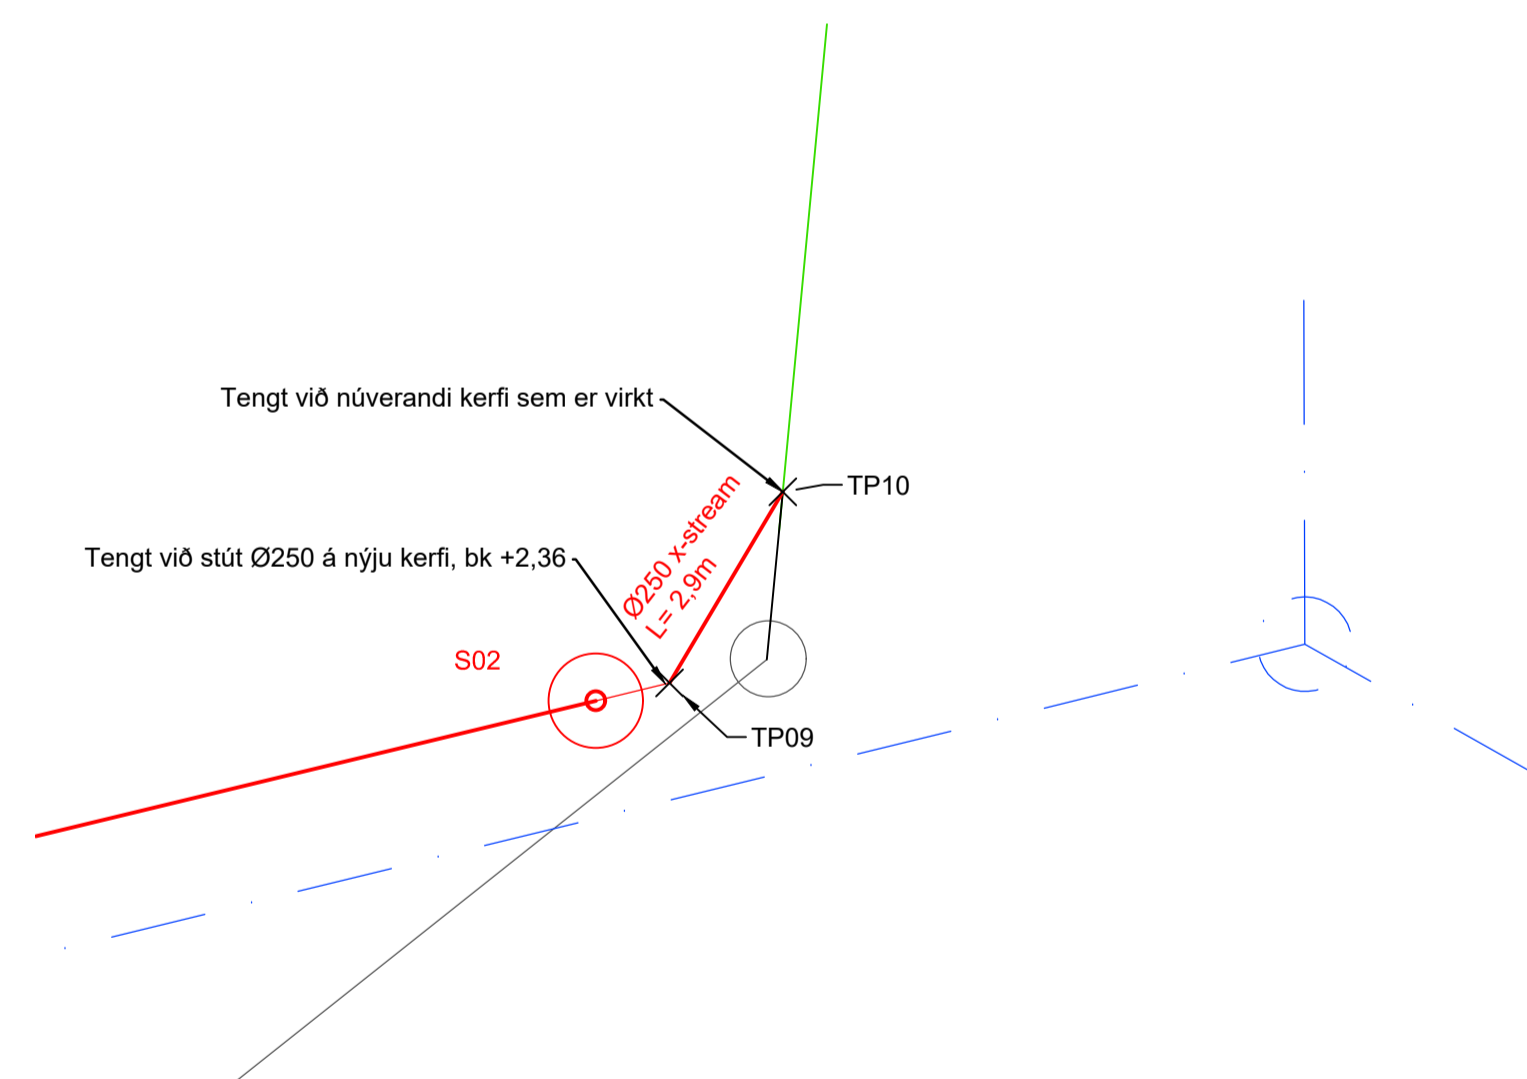 Tengt við núverandi kerfi sem er virkt
TP10
Ø250 x-stream
L= 2,9m
Tengt við stút Ø250 á nýju kerfi, bk +2,36
S02
TP09